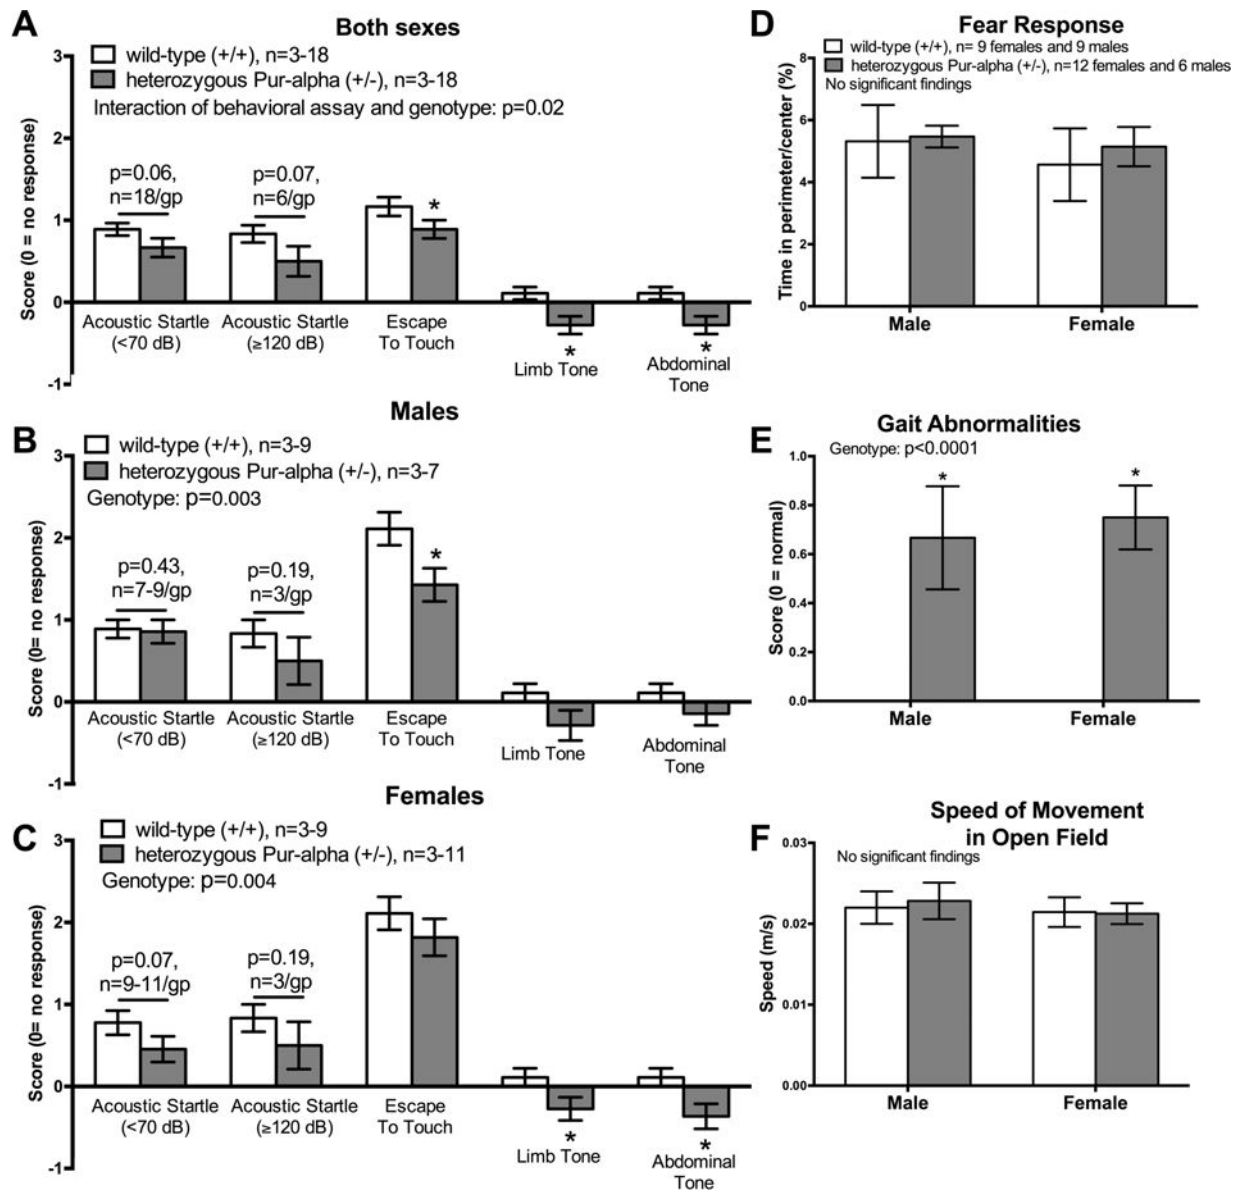 A
Both sexes
wild-type (+/+), n=3-18
heterozygous Pur-alpha (+/-), n=3-18
Interaction of behavioral assay and genotype: p=0.02
Score (0 = no response)
3
2
1
0
-1
p=0.06,
n=18/gp
p=0.07,
n=6/gp
*
Acoustic Startle
(<70 dB)
Acoustic Startle
(≥120 dB)
Escape
To Touch
*
Limb Tone
*
Abdominal
Tone
B
Males
wild-type (+/+), n=3-9
heterozygous Pur-alpha (+/-), n=3-7
Genotype: p=0.003
Score (0= no response)
3
2
1
0
-1
p=0.43,
n=7-9/gp
p=0.19,
n=3/gp
*
Acoustic Startle
(<70 dB)
Acoustic Startle
(≥120 dB)
Escape
To Touch
Limb Tone
Abdominal
Tone
C
Females
wild-type (+/+), n=3-9
heterozygous Pur-alpha (+/-), n=3-11
Genotype: p=0.004
Score (0= no response)
3
2
1
0
-1
p=0.07,
n=9-11/gp
p=0.19,
n=3/gp
Acoustic Startle
(<70 dB)
Acoustic Startle
(≥120 dB)
Escape
To Touch
*
Limb Tone
*
Abdominal
Tone
D
Fear Response
wild-type (+/+), n= 9 females and 9 males
heterozygous Pur-alpha (+/-), n=12 females and 6 males
No significant findings
Time in perimeter/center (%)
8
6
4
2
0
Male
Female
E
Gait Abnormalities
Genotype: p<0.0001
Score (0 = normal)
1.0
0.8
0.6
0.4
0.2
0.0
*
*
Male
Female
F
Speed of Movement
in Open Field
No significant findings
Speed (m/s)
0.03
0.02
0.01
0.00
Male
Female